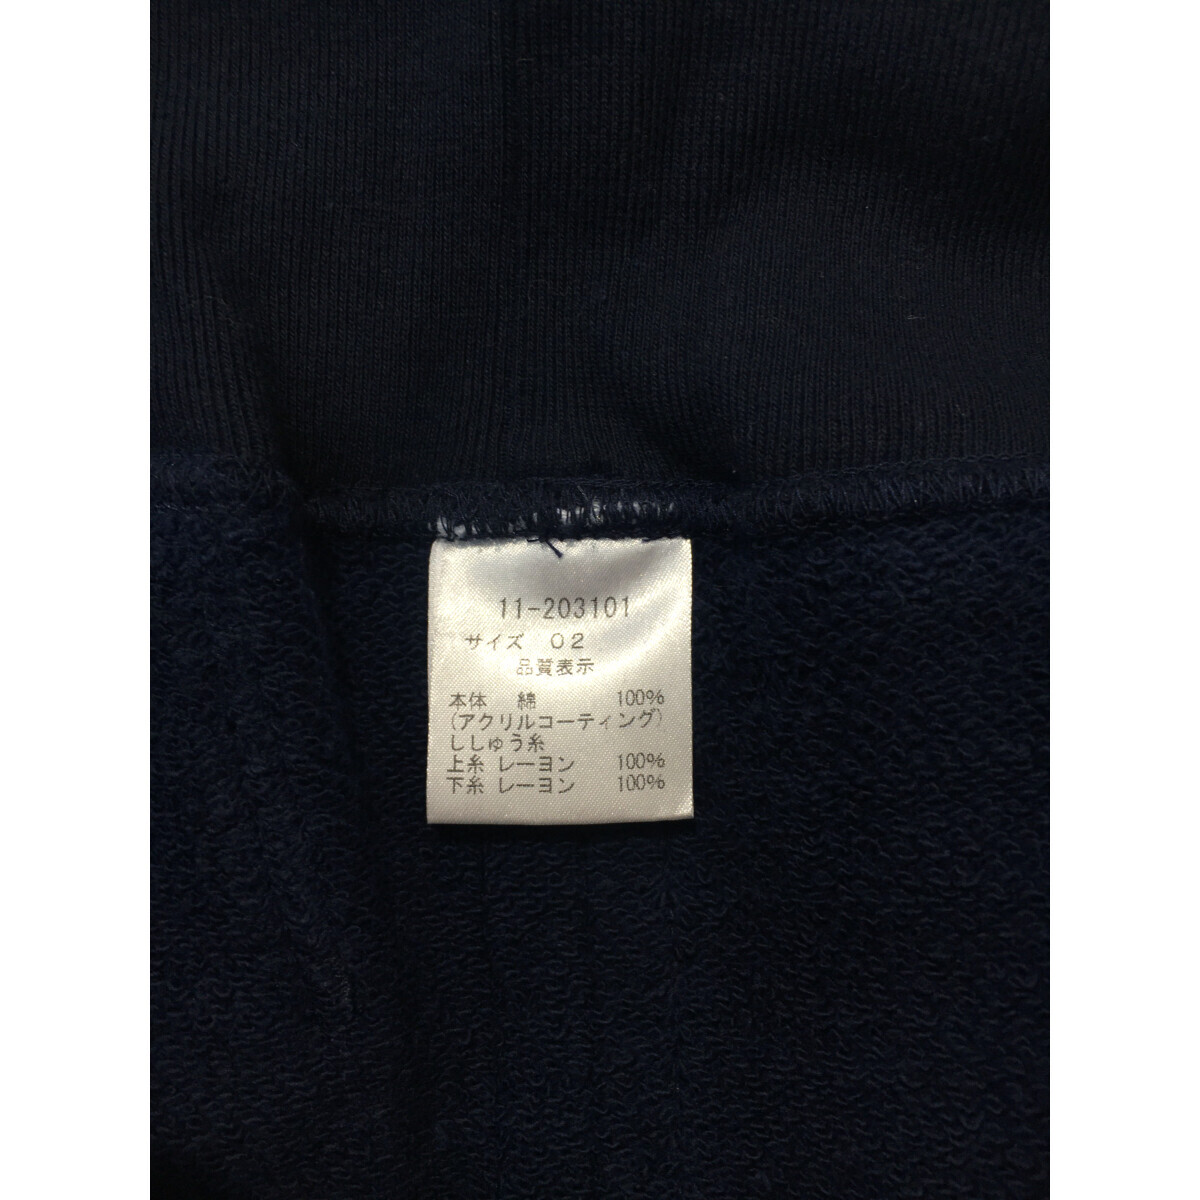 11-203101
サイズ 02
品質表示
本体 綿 100%
(アクリルコーティング)
ししゅう糸
上糸 レーヨン 100%
下糸 レーヨン 100%